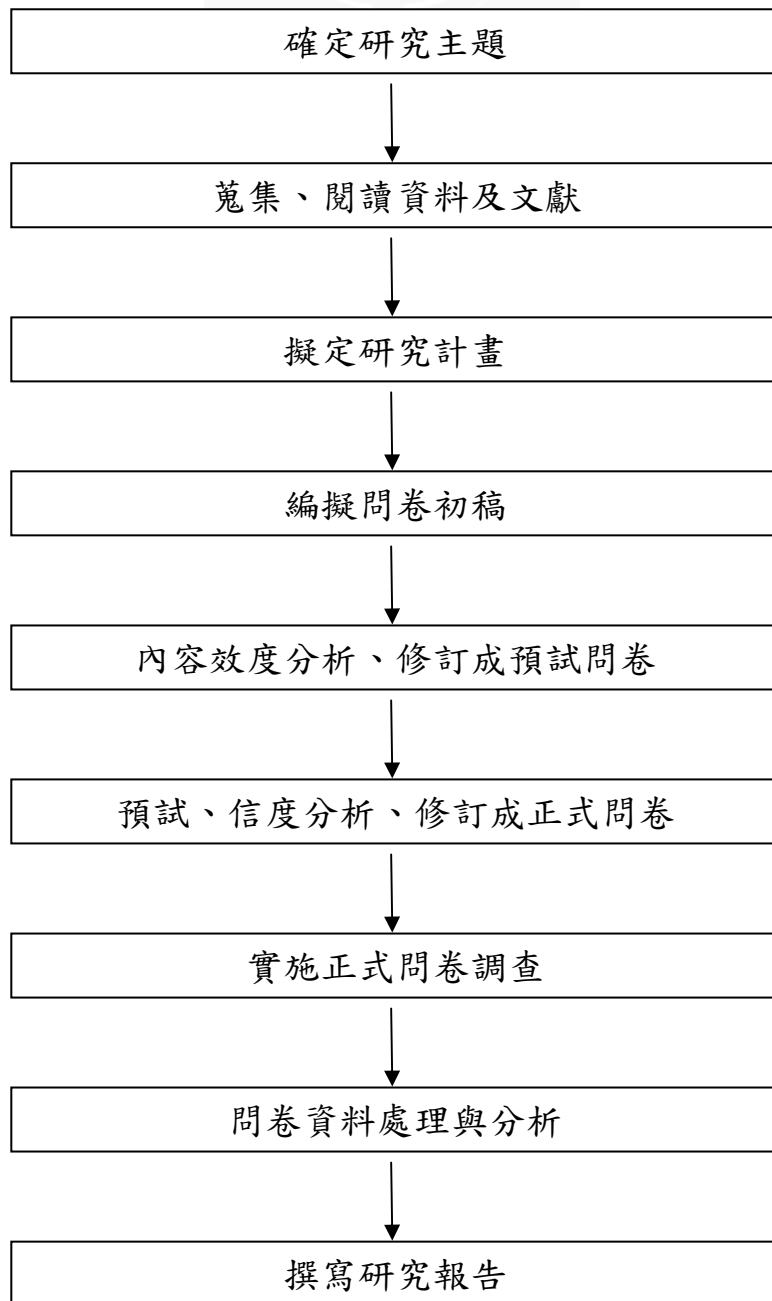 確定研究主題
蒐集、閱讀資料及文獻
擬定研究計畫
編擬問卷初稿
內容效度分析、修訂成預試問卷
預試、信度分析、修訂成正式問卷
實施正式問卷調查
問卷資料處理與分析
撰寫研究報告